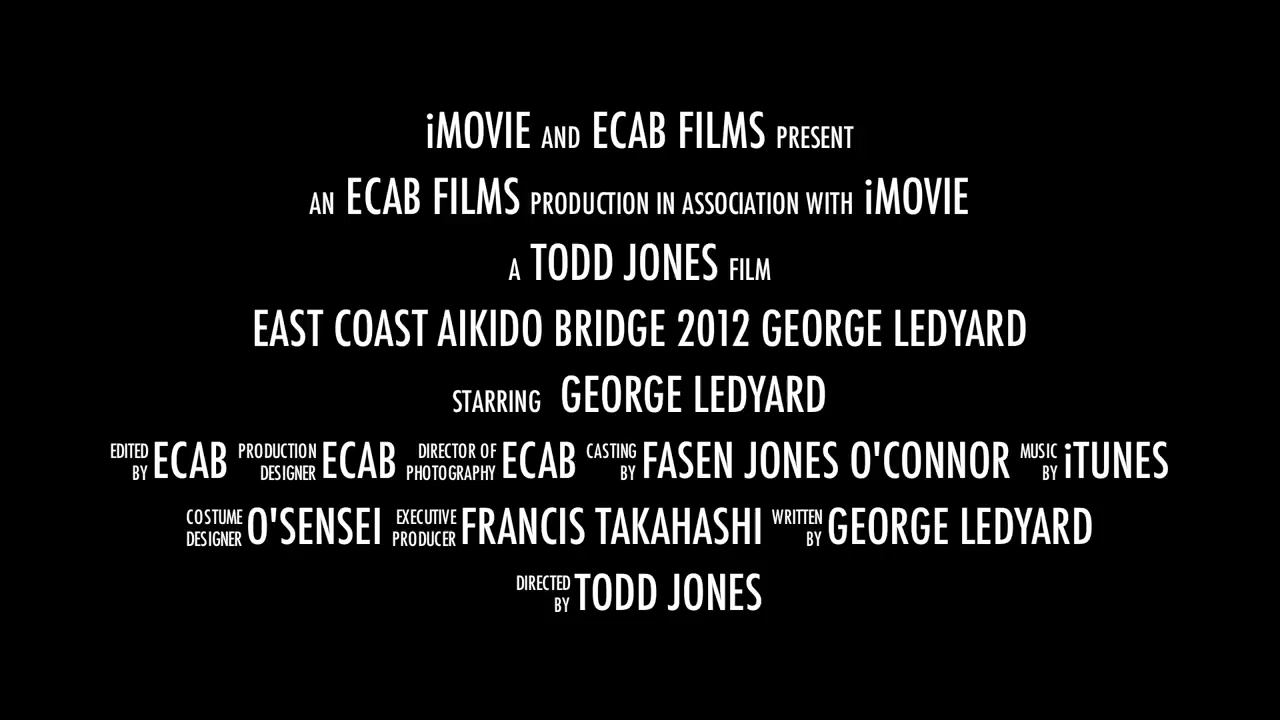 iMOVIE AND ECAB FILMS PRESENT
AN ECAB FILMS PRODUCTION IN ASSOCIATION WITH iMOVIE
A TODD JONES FILM
EAST COAST AIKIDO BRIDGE 2012 GEORGE LEDYARD
STARRING GEORGE LEDYARD
EDITED BY ECAB PRODUCTION DESIGNER ECAB DIRECTOR OF PHOTOGRAPHY ECAB CASTING BY FASEN JONES O'CONNOR MUSIC BY iTUNES
COSTUME DESIGNER O'SENSEI EXECUTIVE PRODUCER FRANCIS TAKAHASHI WRITTEN BY GEORGE LEDYARD
DIRECTED BY TODD JONES